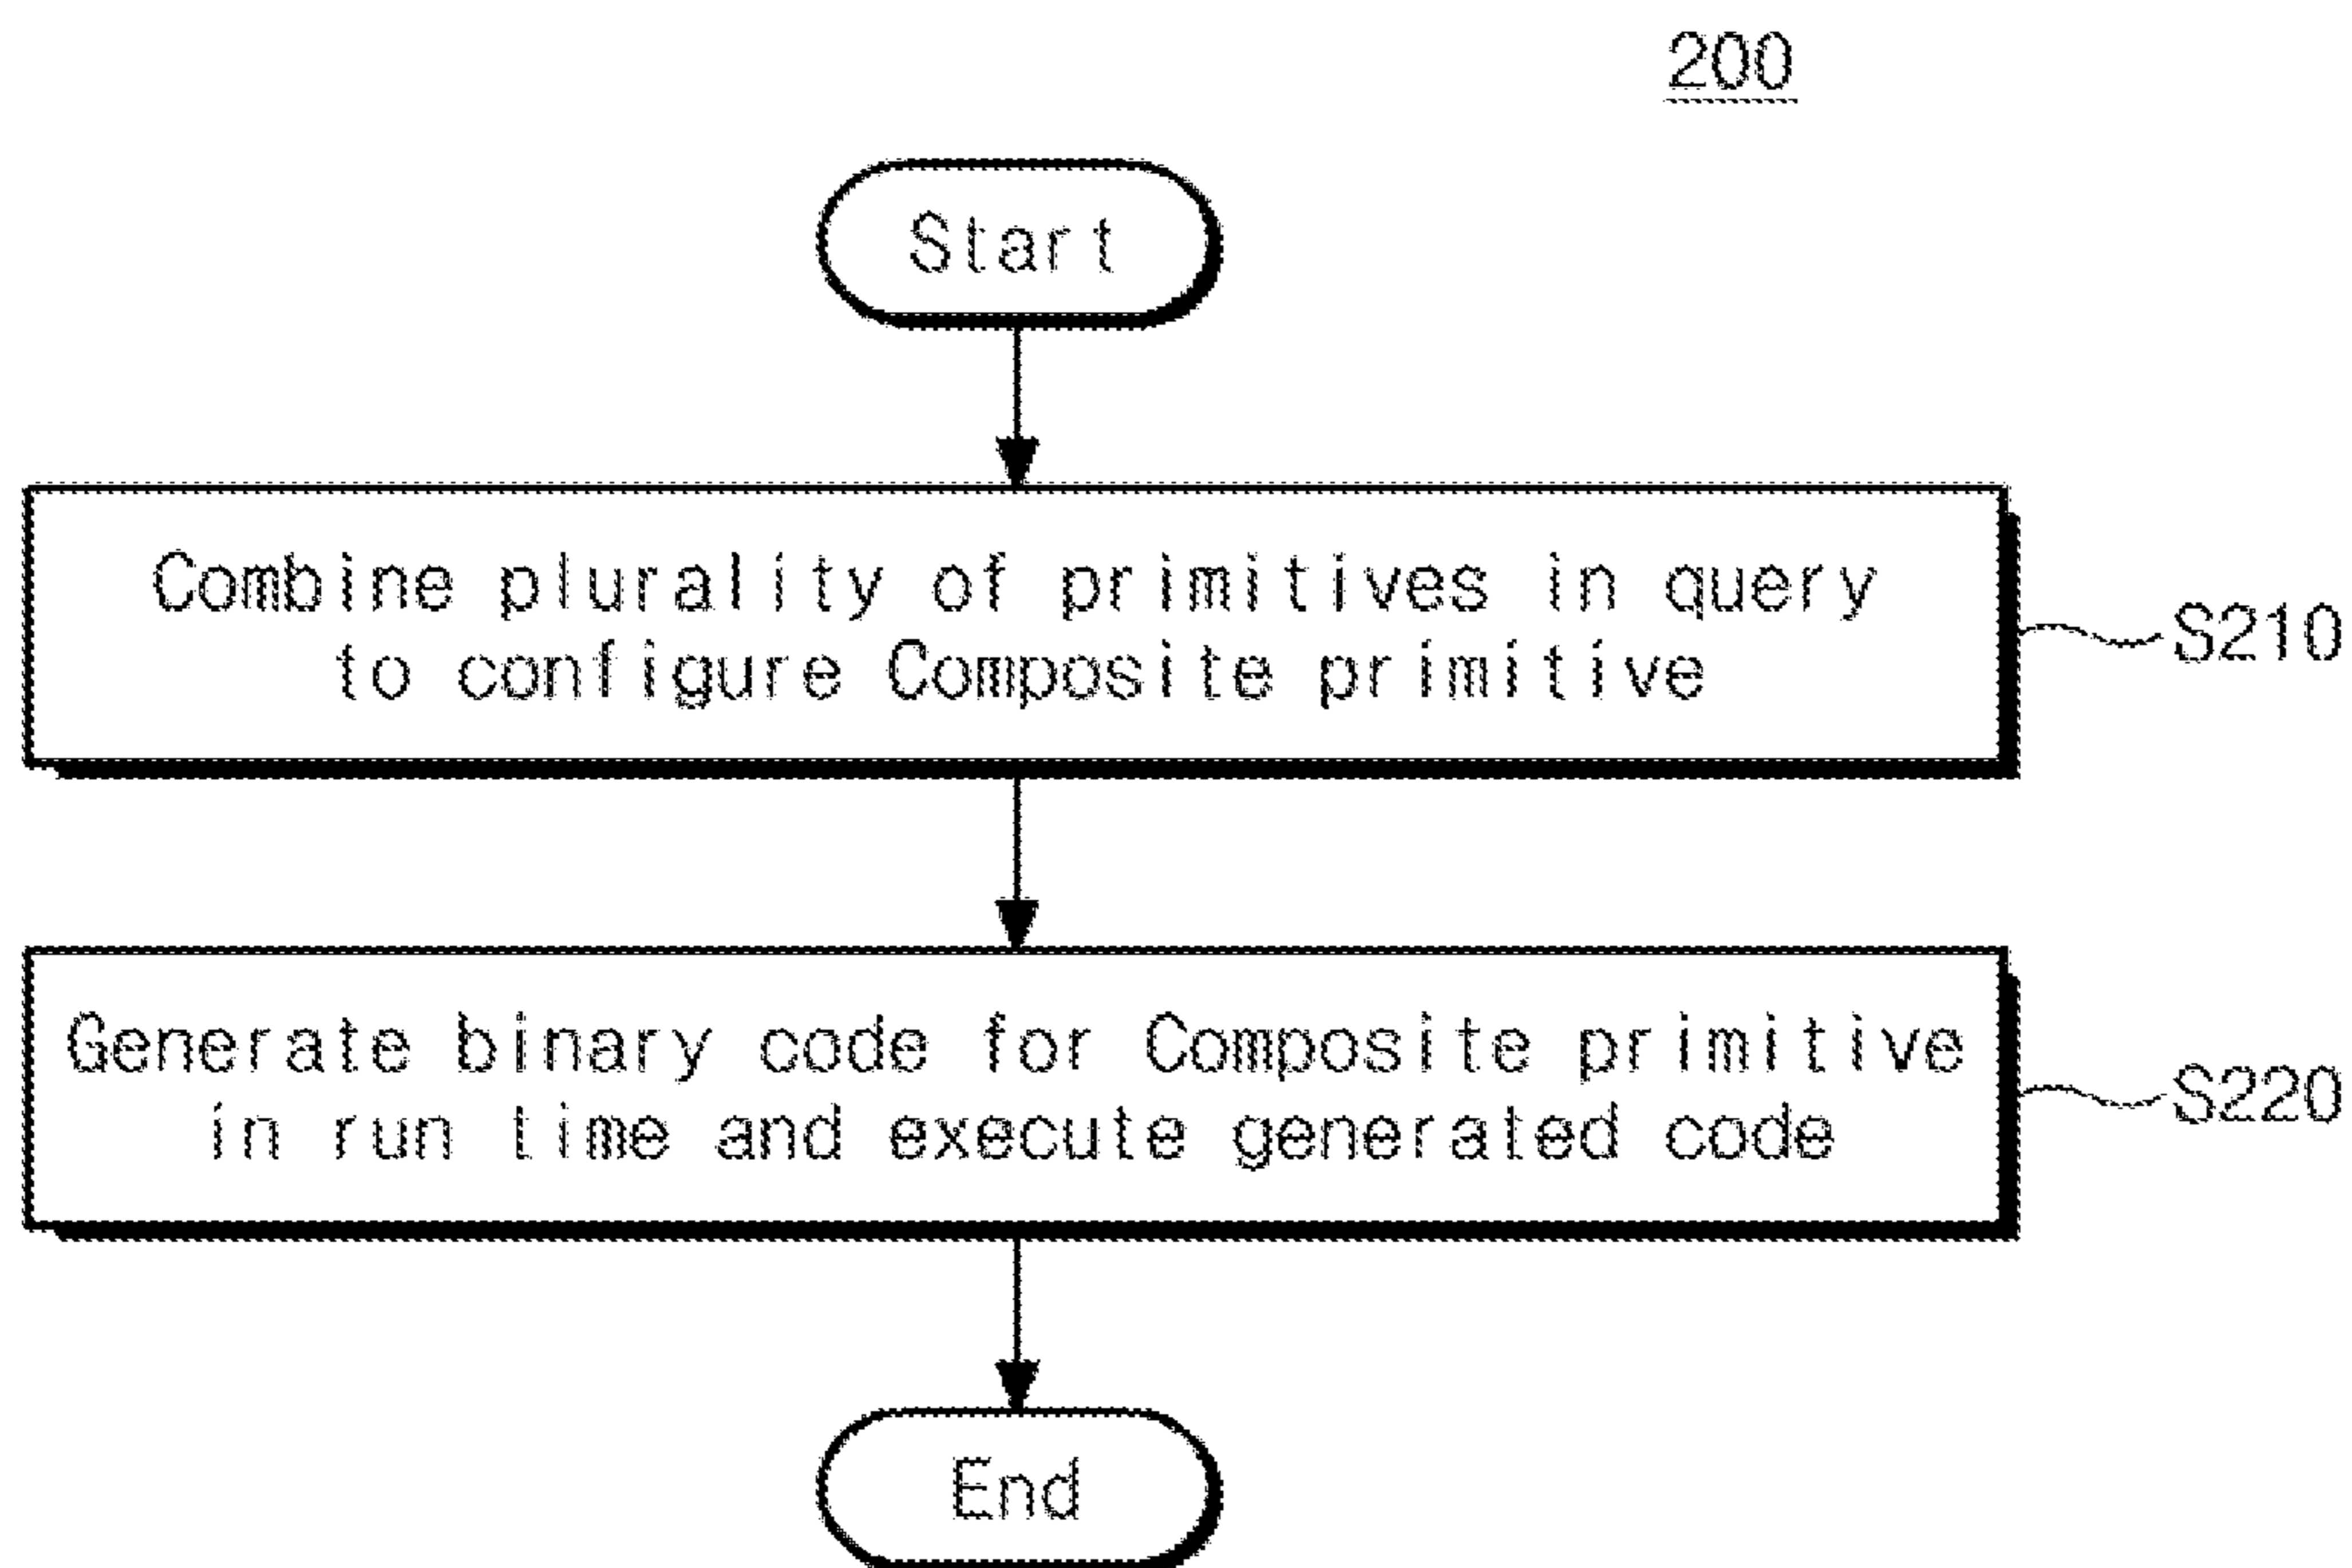 200
Start
Combine plurality of primitives in query
to configure Composite primitive
S210
Generate binary code for Composite primitive
in run time and execute generated code
S220
End